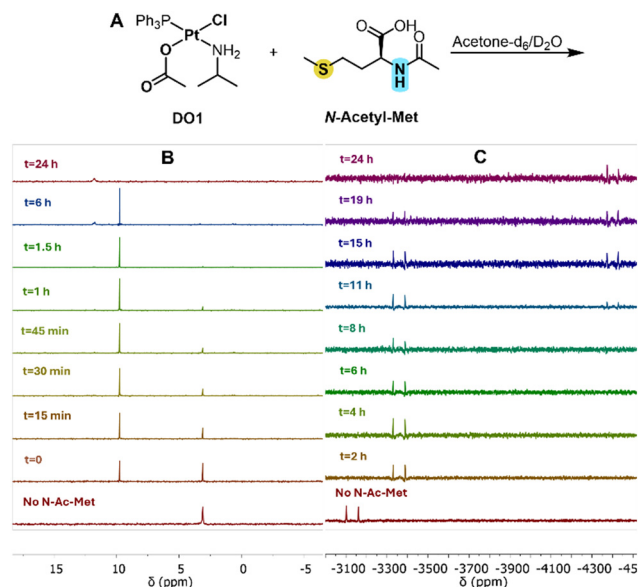 A
Ph3P
Cl
Pt
O
NH2
O
DO1
+
OH
O
O
S
N
H
N-Acetyl-Met
Acetone-d6/D2O
B
t=24 h
t=6 h
t=1.5 h
t=1 h
t=45 min
t=30 min
t=15 min
t=0
No N-Ac-Met
15 10 5 0 -5
δ (ppm)
C
t=24 h
t=19 h
t=15 h
t=11 h
t=8 h
t=6 h
t=4 h
t=2 h
No N-Ac-Met
-3100 -3300 -3500 -3700 -3900 -4100 -4300 -45
δ (ppm)